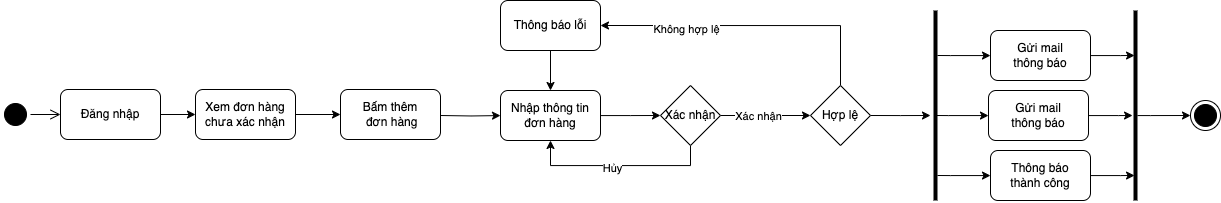 Đăng nhập
Xem đơn hàng
chưa xác nhận
Bấm thêm
đơn hàng
Thông báo lỗi
Nhập thông tin
đơn hàng
Xác nhận
Hủy
Xác nhận
Hợp lệ
Không hợp lệ
Gửi mail
thông báo
Gửi mail
thông báo
Thông báo
thành công